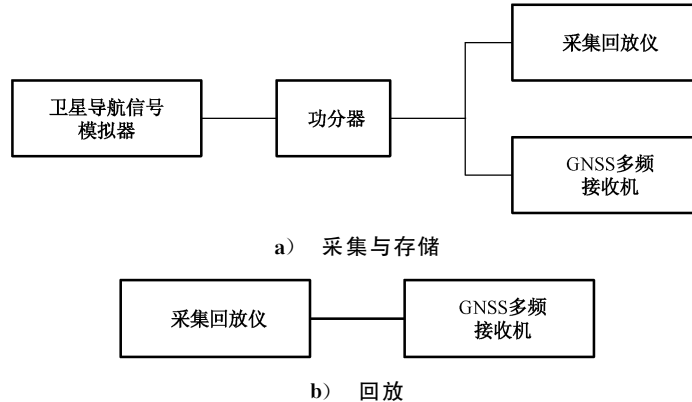 采集回放仪
卫星导航信号
模拟器
功分器
GNSS多频
接收机
a） 采集与存储
采集回放仪
GNSS多频
接收机
b） 回放